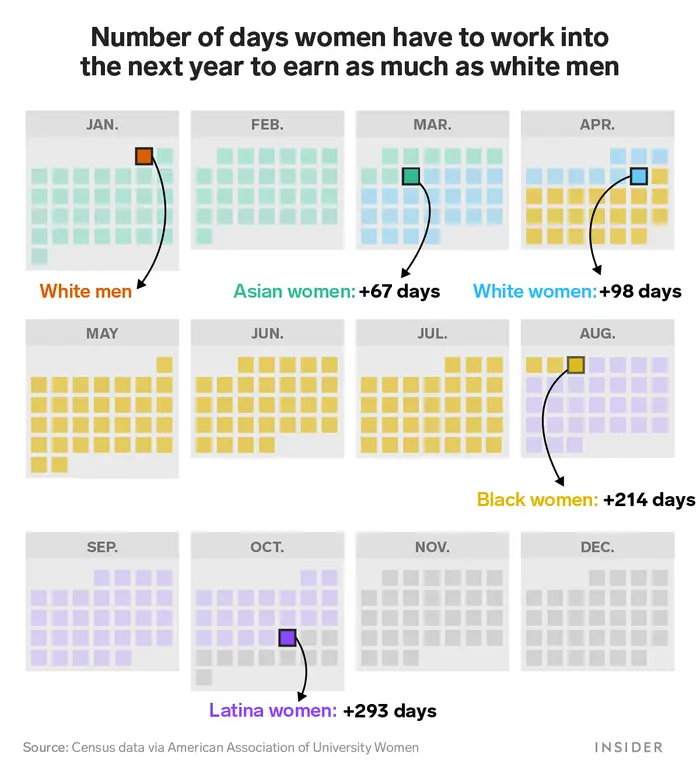 Number of days women have to work into
the next year to earn as much as white men
JAN.
FEB.
MAR.
APR.
White men
Asian women: +67 days
White women: +98 days
MAY
JUN.
JUL.
AUG.
Black women: +214 days
SEP.
OCT.
NOV.
DEC.
Latina women: +293 days
Source: Census data via American Association of University Women
INSIDER